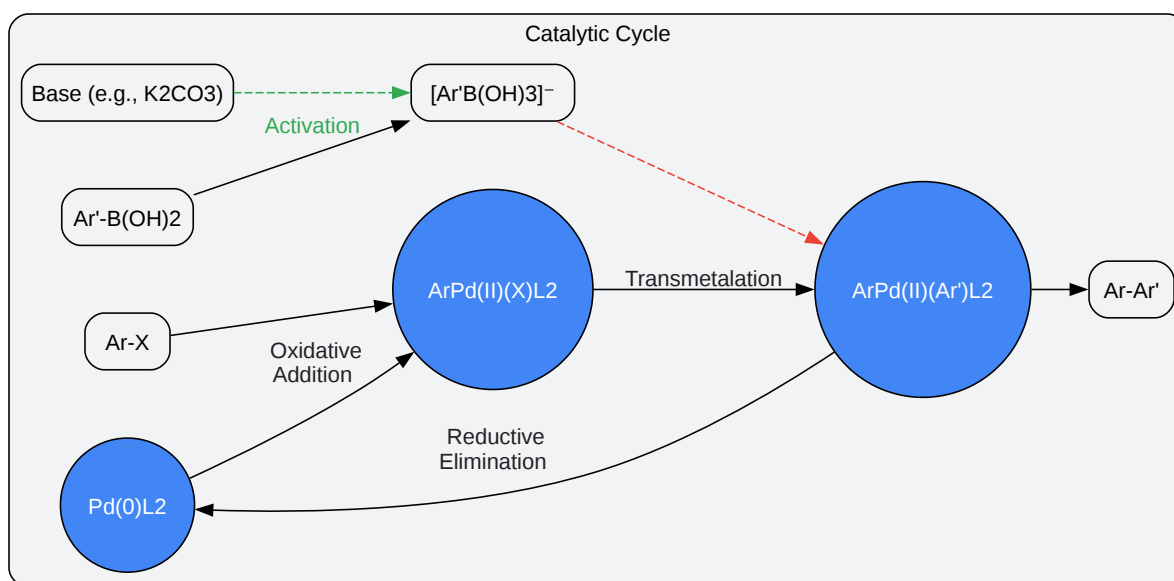 Catalytic Cycle
Base (e.g., K2CO3)
[Ar'B(OH)3]⁻
Activation
Ar'-B(OH)2
ArPd(II)(X)L2
Transmetalation
ArPd(II)(Ar')L2
Ar-Ar'
Ar-X
Oxidative
Addition
Reductive
Elimination
Pd(0)L2